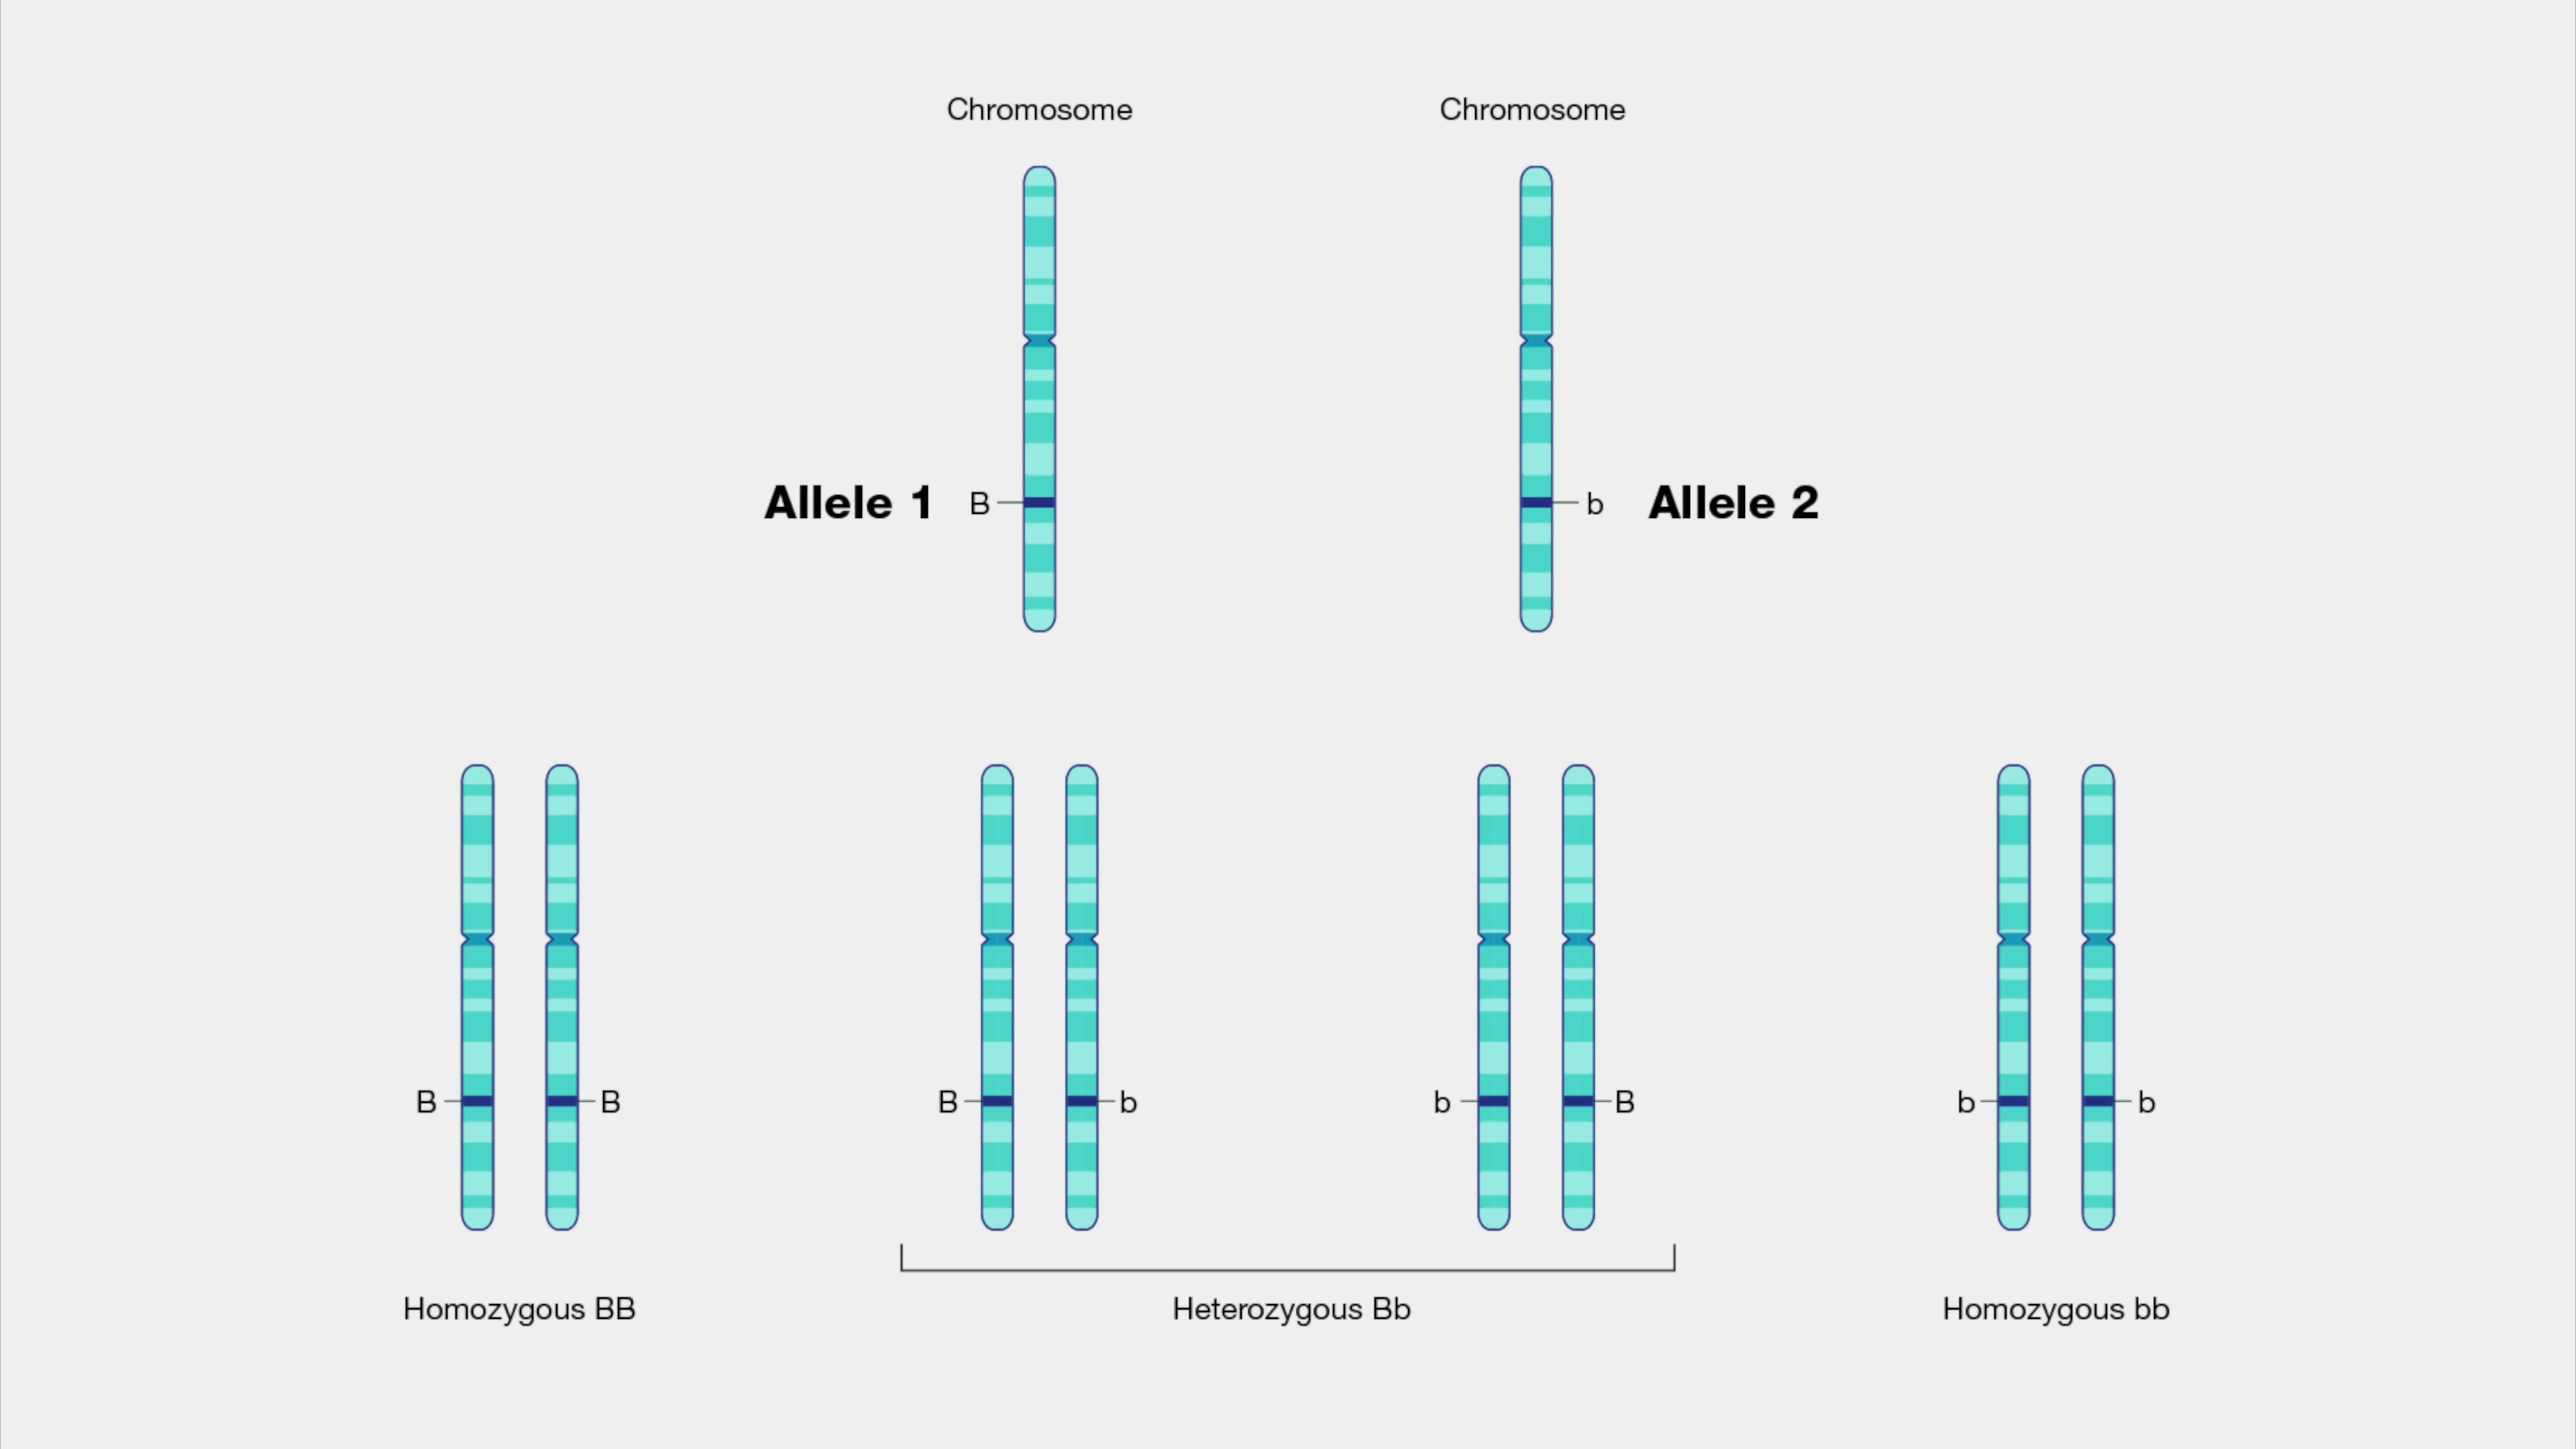 Chromosome
Chromosome
Allele 1 B
b Allele 2
B B
B b
b B
b b
Homozygous BB
Heterozygous Bb
Homozygous bb